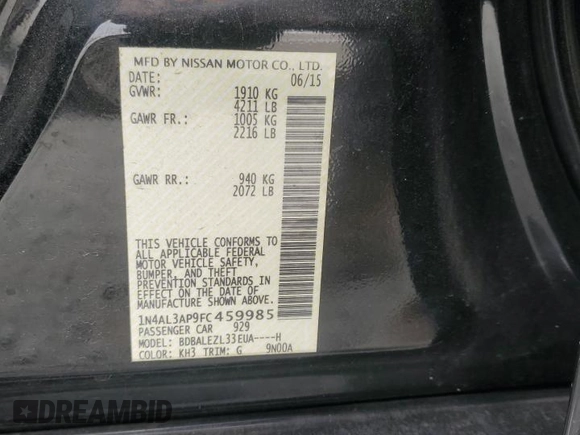 MFD BY NISSAN MOTOR CO., LTD.
DATE: 06/15
GVWR: 1910 KG
4211 LB
GAWR FR.: 1005 KG
2216 LB
GAWR RR.: 940 KG
2072 LB
THIS VEHICLE CONFORMS TO
ALL APPLICABLE FEDERAL
MOTOR VEHICLE SAFETY,
BUMPER, AND THEFT
PREVENTION STANDARDS IN
EFFECT ON THE DATE OF
MANUFACTURE SHOWN ABOVE.
1N4AL3AP9FC459985
PASSENGER CAR 929
MODEL: BDBALEZL33EUA----H
COLOR: KH3 TRIM: G 9N00A
DREAMBID